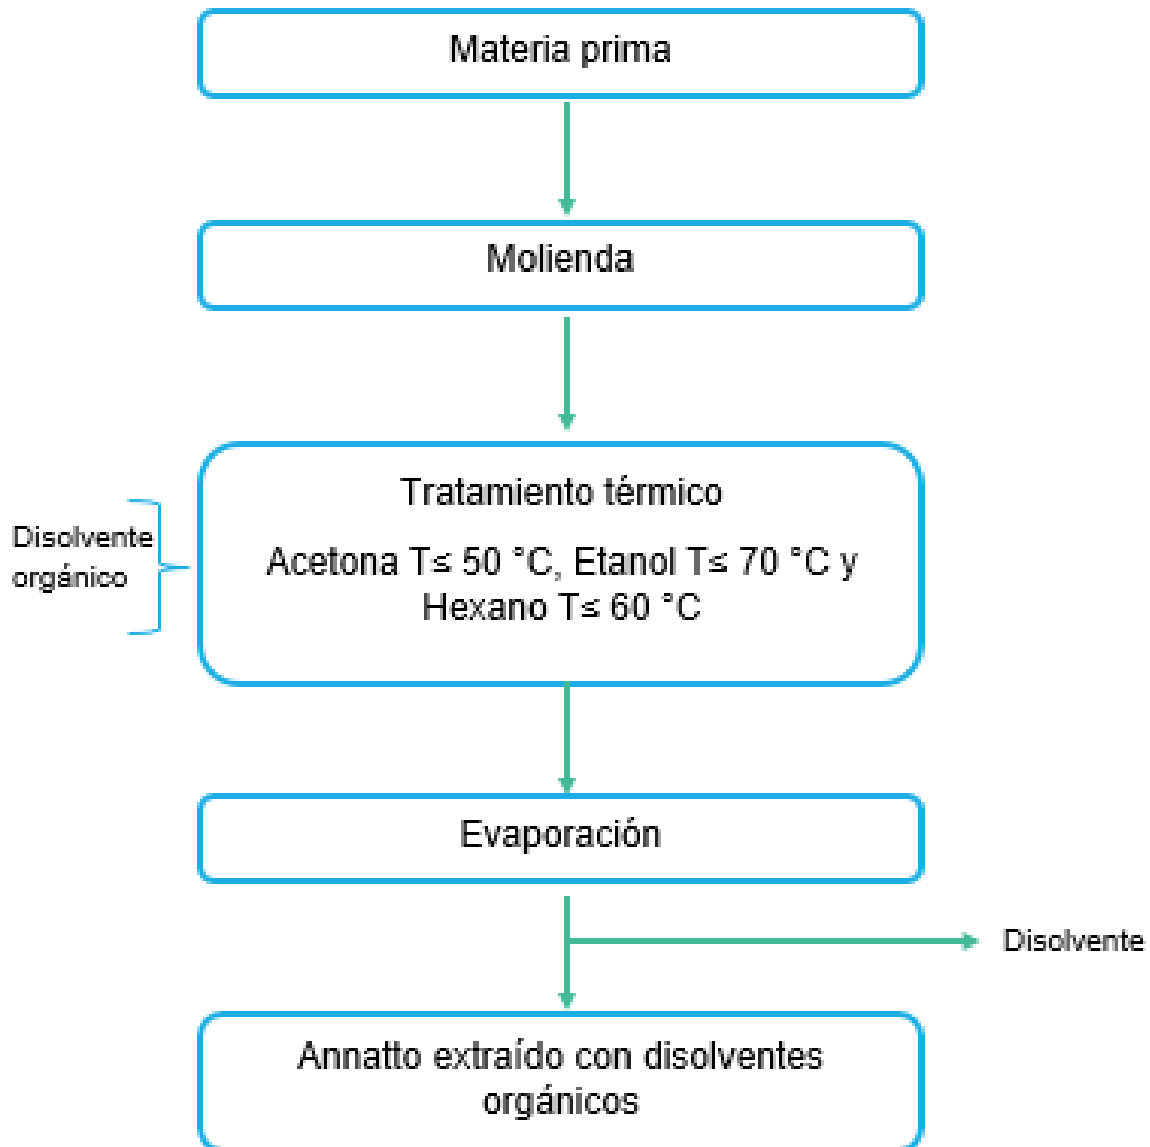 Materia prima
Molienda
Tratamiento térmico
Disolvente
orgánico
Acetona T≤ 50 °C, Etanol T≤ 70 °C y
Hexano T≤ 60 °C
Evaporación
Disolvente
Annatto extraído con disolventes
orgánicos